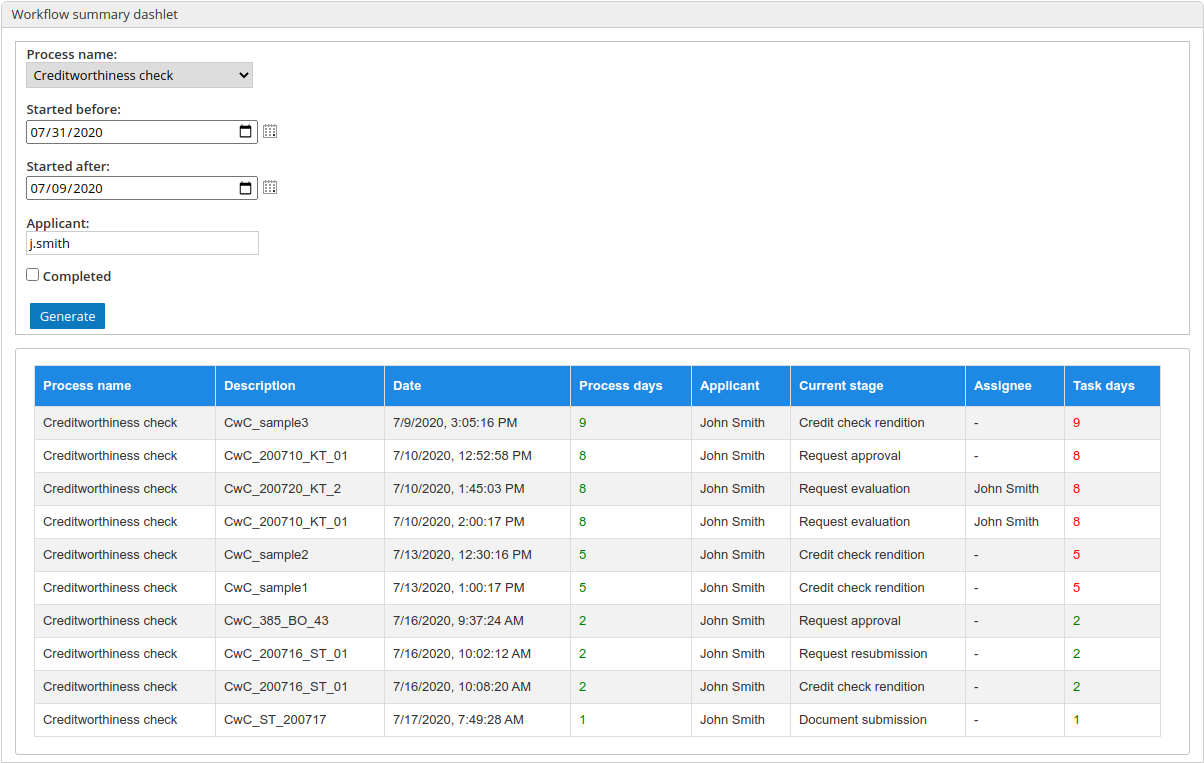 Workflow summary dashlet
Process name:
Creditworthiness check
Started before:
07/31/2020
Started after:
07/09/2020
Applicant:
j.smith
Completed
Generate
Process name Description Date Process days Applicant Current stage Assignee Task days
Creditworthiness check CwC_sample3 7/9/2020, 3:05:16 PM 9 John Smith Credit check rendition - 9
Creditworthiness check CwC_200710_KT_01 7/10/2020, 12:52:58 PM 8 John Smith Request approval - 8
Creditworthiness check CwC_200720_KT_2 7/10/2020, 1:45:03 PM 8 John Smith Request evaluation John Smith 8
Creditworthiness check CwC_200710_KT_01 7/10/2020, 2:00:17 PM 8 John Smith Request evaluation John Smith 8
Creditworthiness check CwC_sample2 7/13/2020, 12:30:16 PM 5 John Smith Credit check rendition - 5
Creditworthiness check CwC_sample1 7/13/2020, 1:00:17 PM 5 John Smith Credit check rendition - 5
Creditworthiness check CwC_385_BO_43 7/16/2020, 9:37:24 AM 2 John Smith Request approval - 2
Creditworthiness check CwC_200716_ST_01 7/16/2020, 10:02:12 AM 2 John Smith Request resubmission - 2
Creditworthiness check CwC_200716_ST_01 7/16/2020, 10:08:20 AM 2 John Smith Credit check rendition - 2
Creditworthiness check CwC_ST_200717 7/17/2020, 7:49:28 AM 1 John Smith Document submission - 1